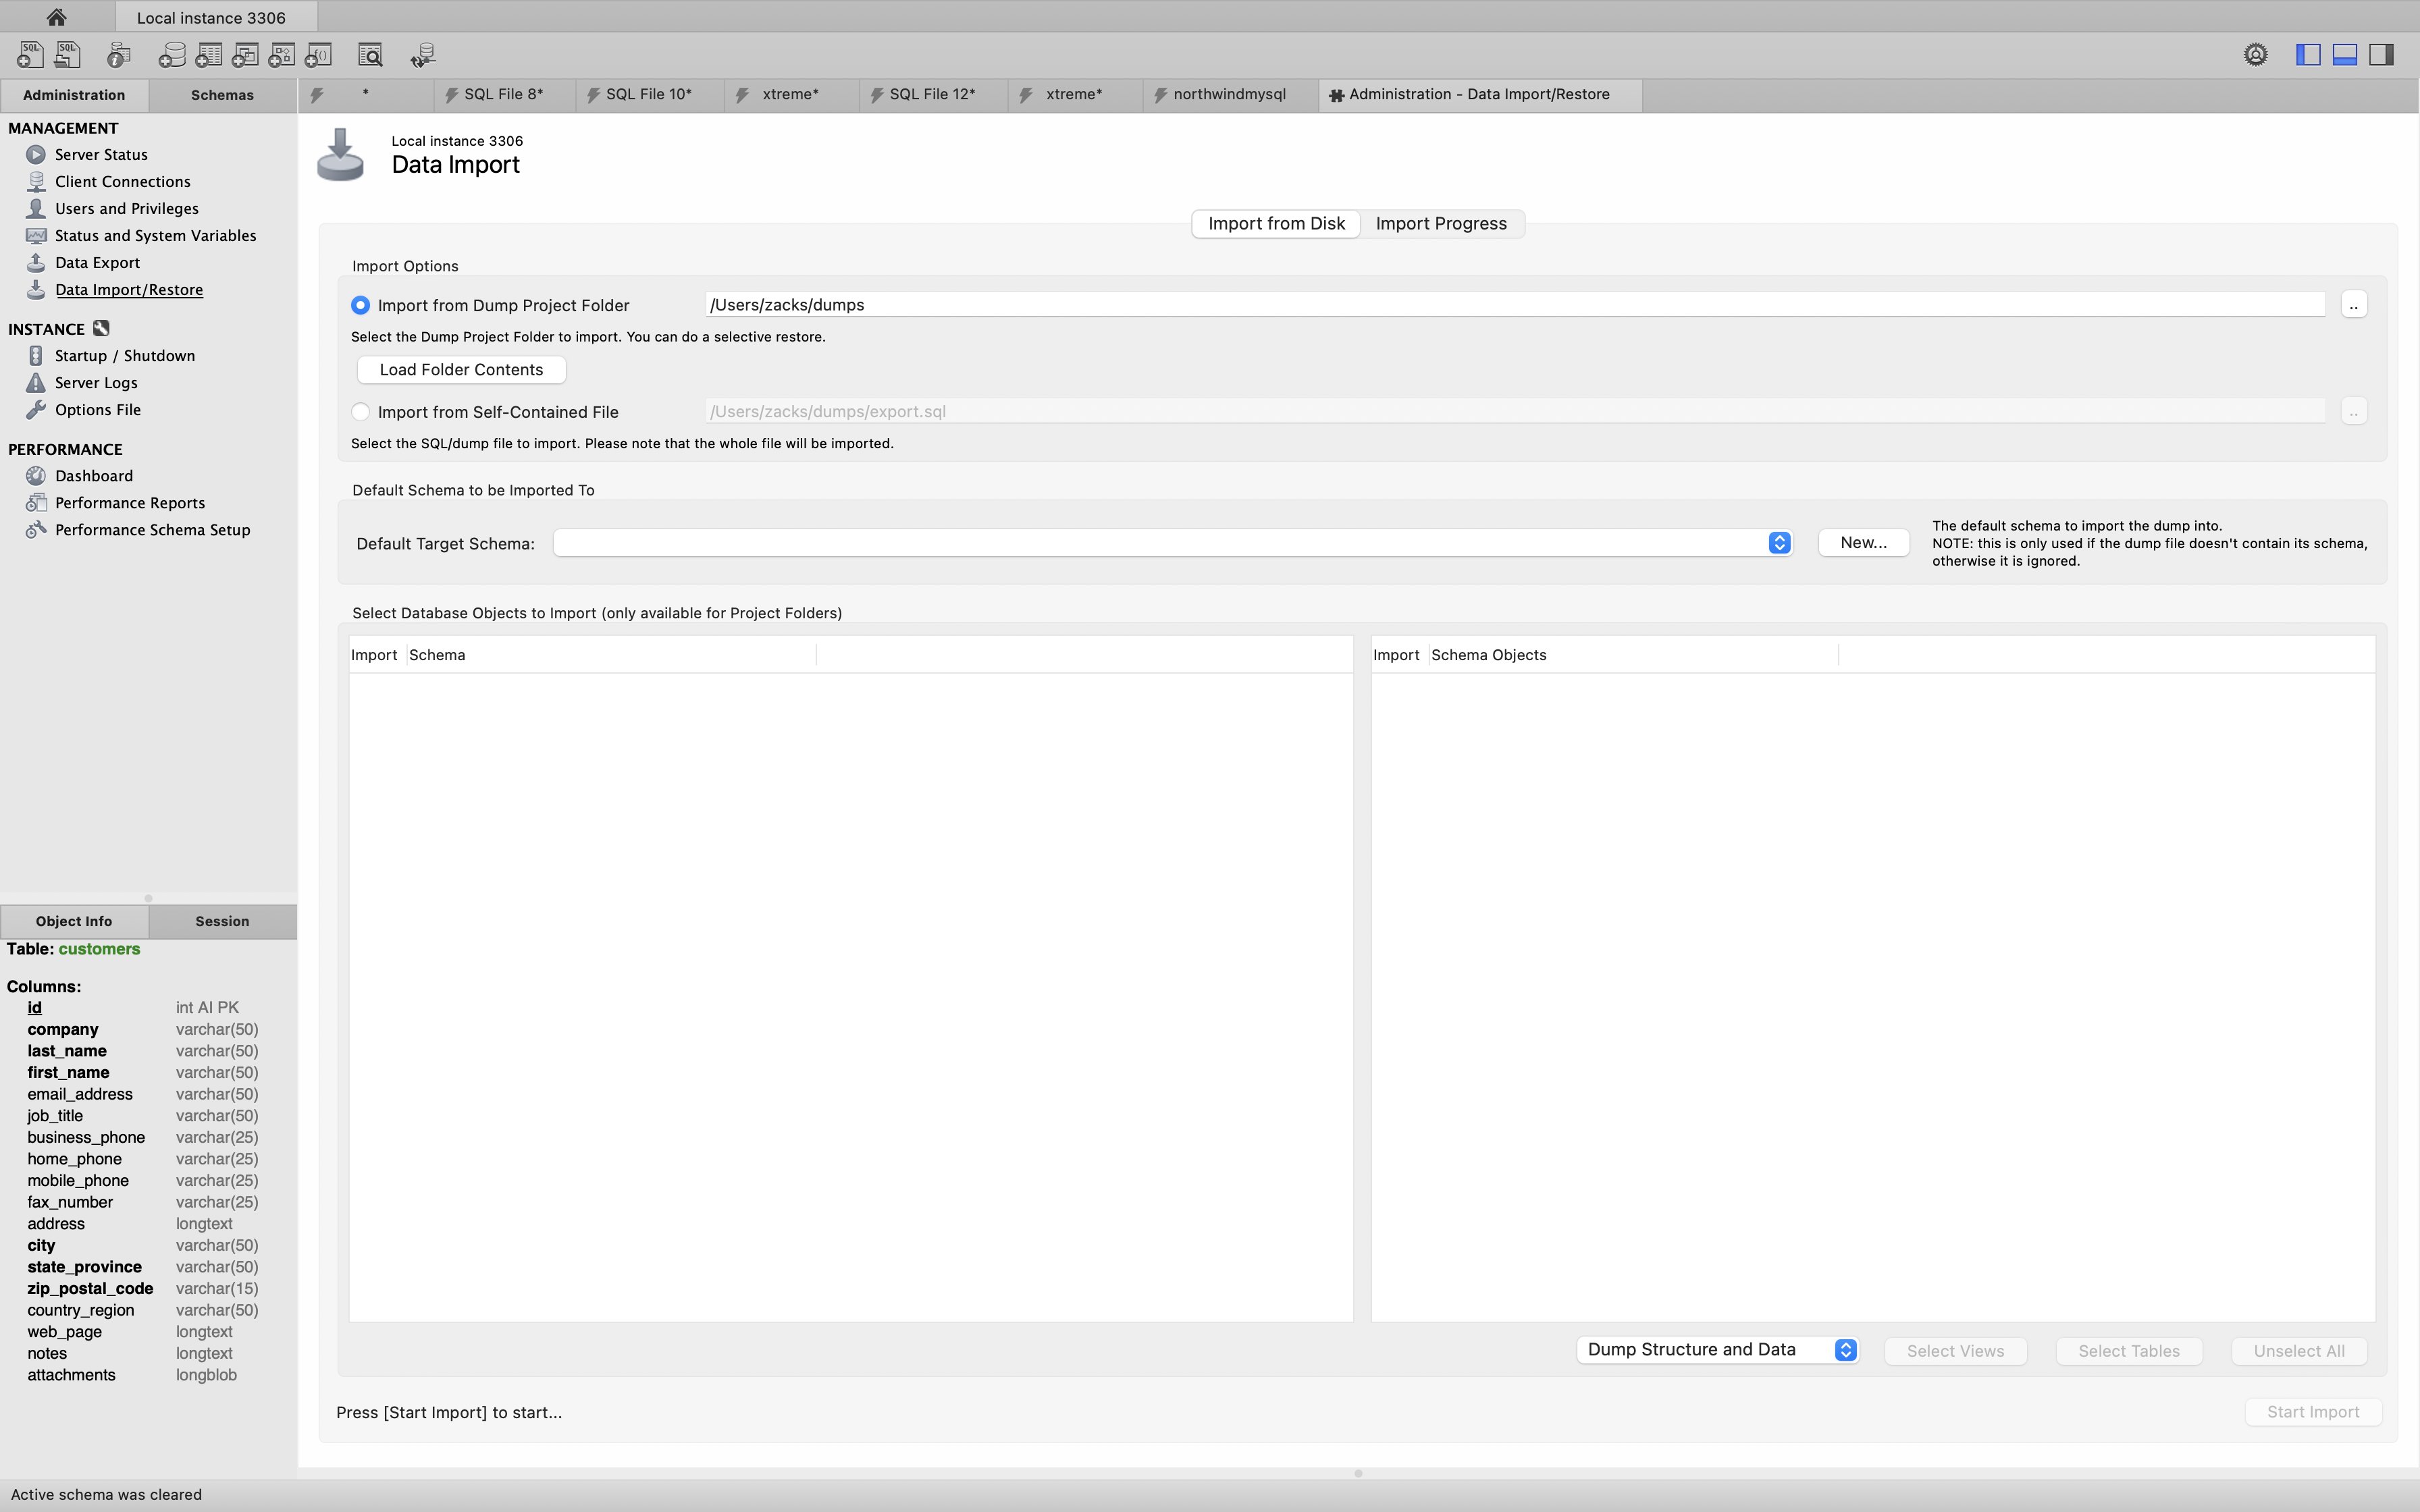 Local instance 3306
SQL SQL
Administration Schemas * SQL File 8* SQL File 10* xtreme* SQL File 12* xtreme* northwindmysql Administration - Data Import/Restore
MANAGEMENT
Server Status
Client Connections
Users and Privileges
Status and System Variables
Data Export
Data Import/Restore
INSTANCE
Startup / Shutdown
Server Logs
Options File
PERFORMANCE
Dashboard
Performance Reports
Performance Schema Setup
Object Info Session
Table: customers
Columns:
id int AI PK
company varchar(50)
last_name varchar(50)
first_name varchar(50)
email_address varchar(50)
job_title varchar(50)
business_phone varchar(25)
home_phone varchar(25)
mobile_phone varchar(25)
fax_number varchar(25)
address longtext
city varchar(50)
state_province varchar(50)
zip_postal_code varchar(15)
country_region varchar(50)
web_page longtext
notes longtext
attachments longblob
Local instance 3306
Data Import
Import from Disk Import Progress
Import Options
Import from Dump Project Folder /Users/zacks/dumps ..
Select the Dump Project Folder to import. You can do a selective restore.
Load Folder Contents
Import from Self-Contained File /Users/zacks/dumps/export.sql ..
Select the SQL/dump file to import. Please note that the whole file will be imported.
Default Schema to be Imported To
Default Target Schema: New...
The default schema to import the dump into.
NOTE: this is only used if the dump file doesn't contain its schema,
otherwise it is ignored.
Select Database Objects to Import (only available for Project Folders)
Import Schema Import Schema Objects
Dump Structure and Data Select Views Select Tables Unselect All
Press [Start Import] to start... Start Import
Active schema was cleared